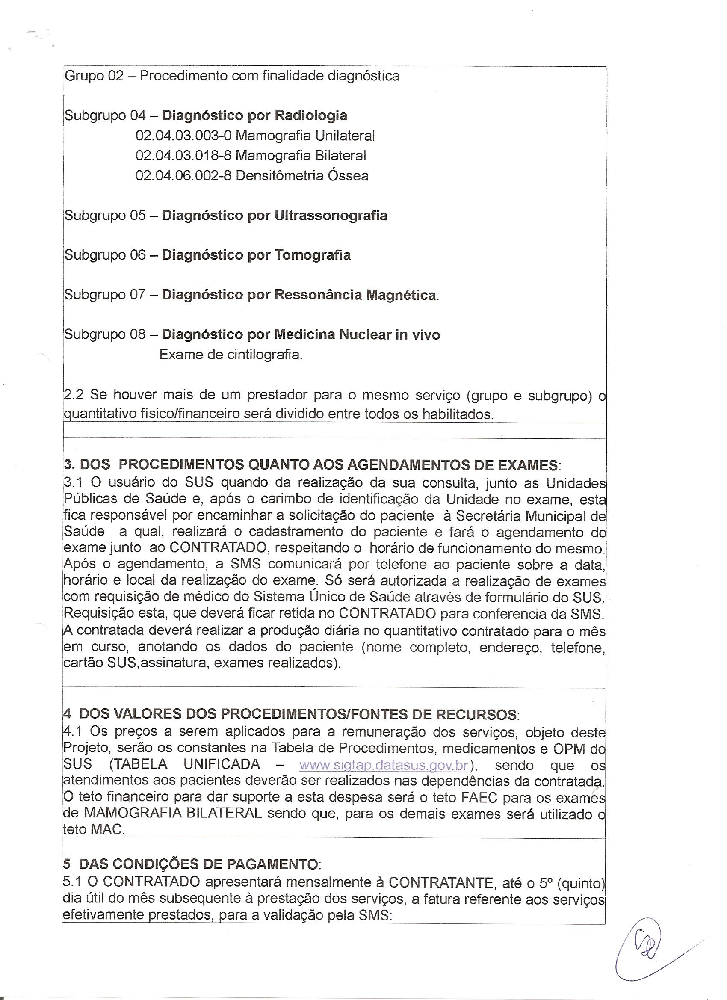 Grupo 02 – Procedimento com finalidade diagnóstica
Subgrupo 04 – Diagnóstico por Radiologia
02.04.03.003-0 Mamografia Unilateral
02.04.03.018-8 Mamografia Bilateral
02.04.06.002-8 Densitômetria Óssea
Subgrupo 05 – Diagnóstico por Ultrassonografia
Subgrupo 06 – Diagnóstico por Tomografia
Subgrupo 07 – Diagnóstico por Ressonância Magnética.
Subgrupo 08 – Diagnóstico por Medicina Nuclear in vivo
Exame de cintilografia.
2.2 Se houver mais de um prestador para o mesmo serviço (grupo e subgrupo) o
quantitativo físico/financeiro será dividido entre todos os habilitados.
3. DOS PROCEDIMENTOS QUANTO AOS AGENDAMENTOS DE EXAMES:
3.1 O usuário do SUS quando da realização da sua consulta, junto as Unidades
Públicas de Saúde e, após o carimbo de identificação da Unidade no exame, esta
fica responsável por encaminhar a solicitação do paciente à Secretária Municipal de
Saúde a qual, realizará o cadastramento do paciente e fará o agendamento do
exame junto ao CONTRATADO, respeitando o horário de funcionamento do mesmo.
Após o agendamento, a SMS comunicará por telefone ao paciente sobre a data,
horário e local da realização do exame. Só será autorizada a realização de exames
com requisição de médico do Sistema Único de Saúde através de formulário do SUS.
Requisição esta, que deverá ficar retida no CONTRATADO para conferencia da SMS.
A contratada deverá realizar a produção diária no quantitativo contratado para o mês
em curso, anotando os dados do paciente (nome completo, endereço, telefone,
cartão SUS,assinatura, exames realizados).
4 DOS VALORES DOS PROCEDIMENTOS/FONTES DE RECURSOS:
4.1 Os preços a serem aplicados para a remuneração dos serviços, objeto deste
Projeto, serão os constantes na Tabela de Procedimentos, medicamentos e OPM do
SUS (TABELA UNIFICADA – www.sigtap.datasus.gov.br), sendo que os
atendimentos aos pacientes deverão ser realizados nas dependências da contratada.
O teto financeiro para dar suporte a esta despesa será o teto FAEC para os exames
de MAMOGRAFIA BILATERAL sendo que, para os demais exames será utilizado o
teto MAC.
5 DAS CONDIÇÕES DE PAGAMENTO:
5.1 O CONTRATADO apresentará mensalmente à CONTRATANTE, até o 5º (quinto)
dia útil do mês subsequente à prestação dos serviços, a fatura referente aos serviços
efetivamente prestados, para a validação pela SMS: